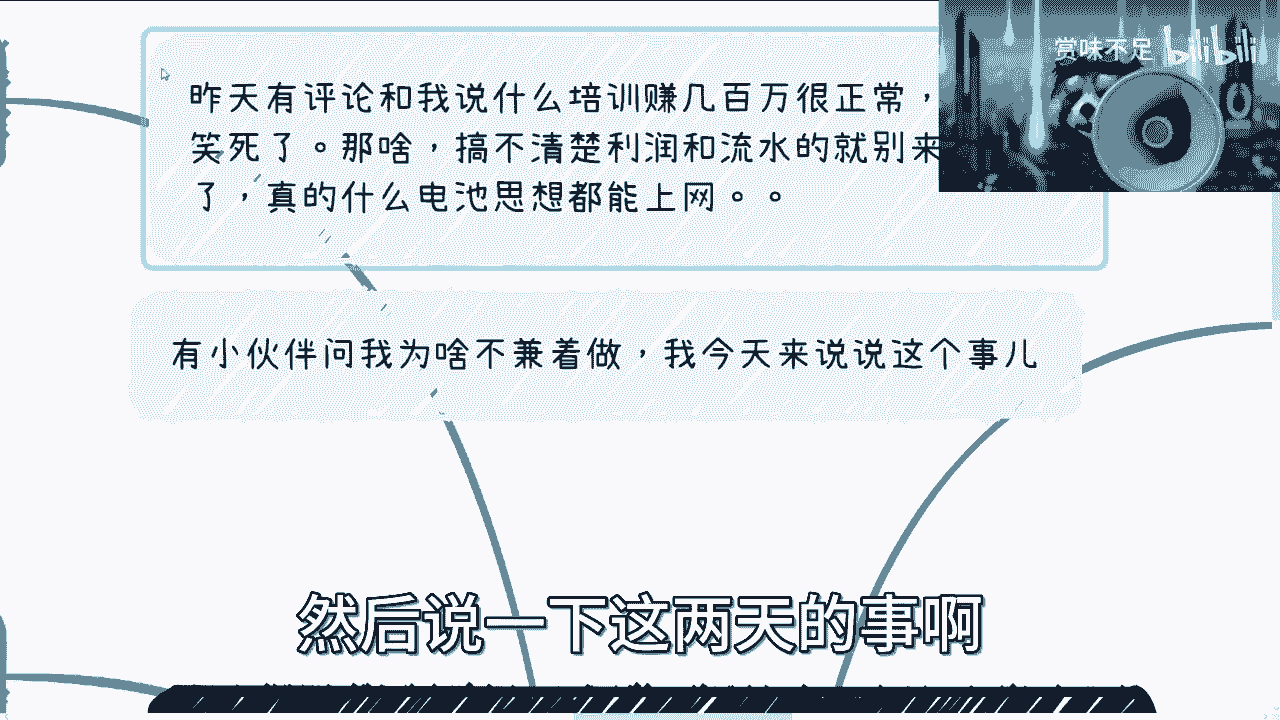 赏味不足 bilibili
昨天有评论和我说什么培训赚几百万很正常，
笑死了。那啥，搞不清楚利润和流水的就别来
了，真的什么电池思想都能上网。。
有小伙伴问我为啥不兼着做，我今天来说说这个事儿
然后说一下这两天的事啊